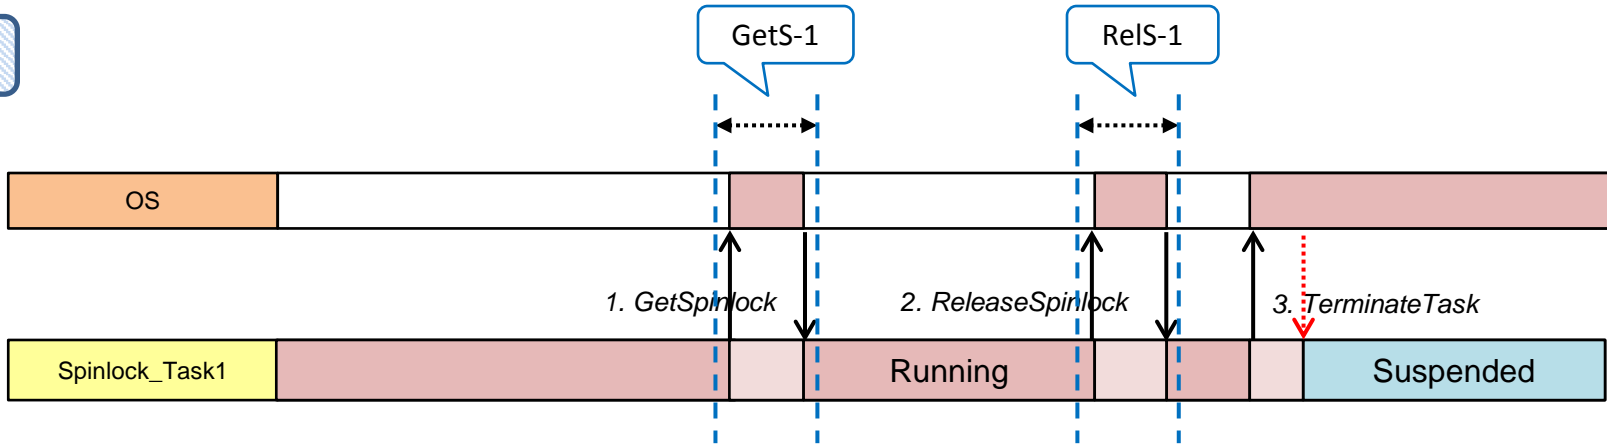 GetS-1
RelS-1
OS
1. GetSpinlock
2. ReleaseSpinlock
3. TerminateTask
Spinlock_Task1
Running
Suspended